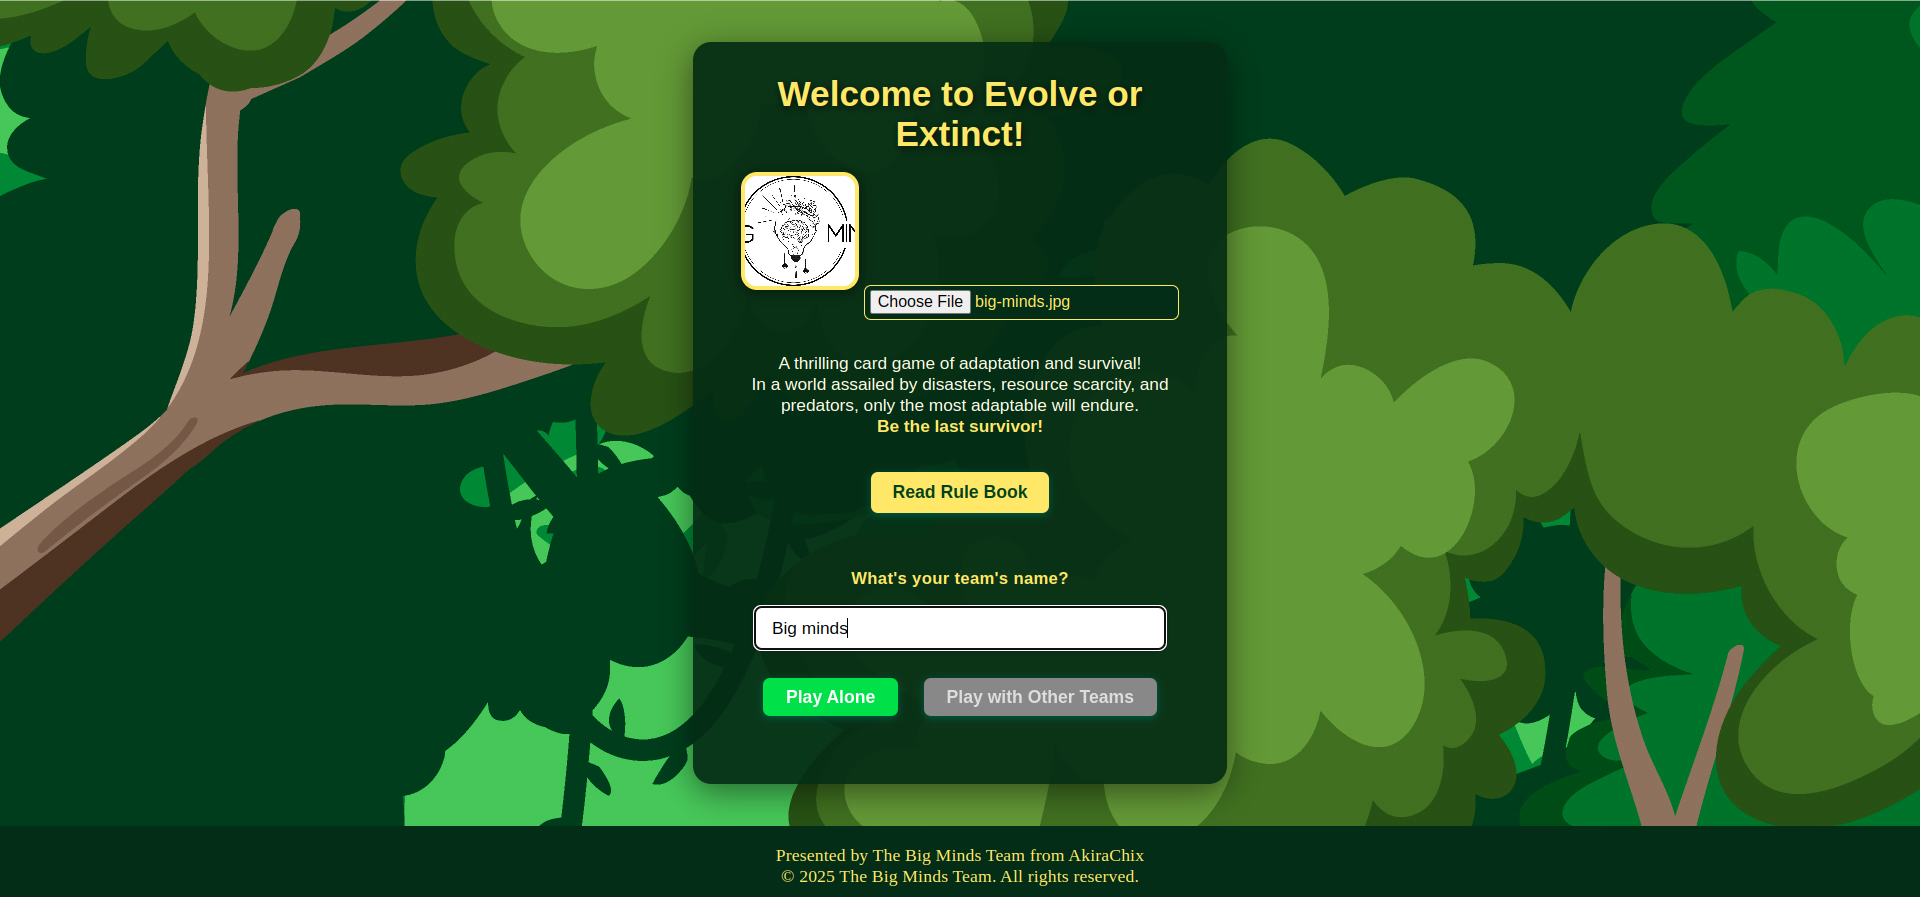 Welcome to Evolve or
Extinct!
G MIN
Choose File big-minds.jpg
A thrilling card game of adaptation and survival!
In a world assailed by disasters, resource scarcity, and
predators, only the most adaptable will endure.
Be the last survivor!
Read Rule Book
What's your team's name?
Big minds
Play Alone Play with Other Teams
Presented by The Big Minds Team from AkiraChix
© 2025 The Big Minds Team. All rights reserved.